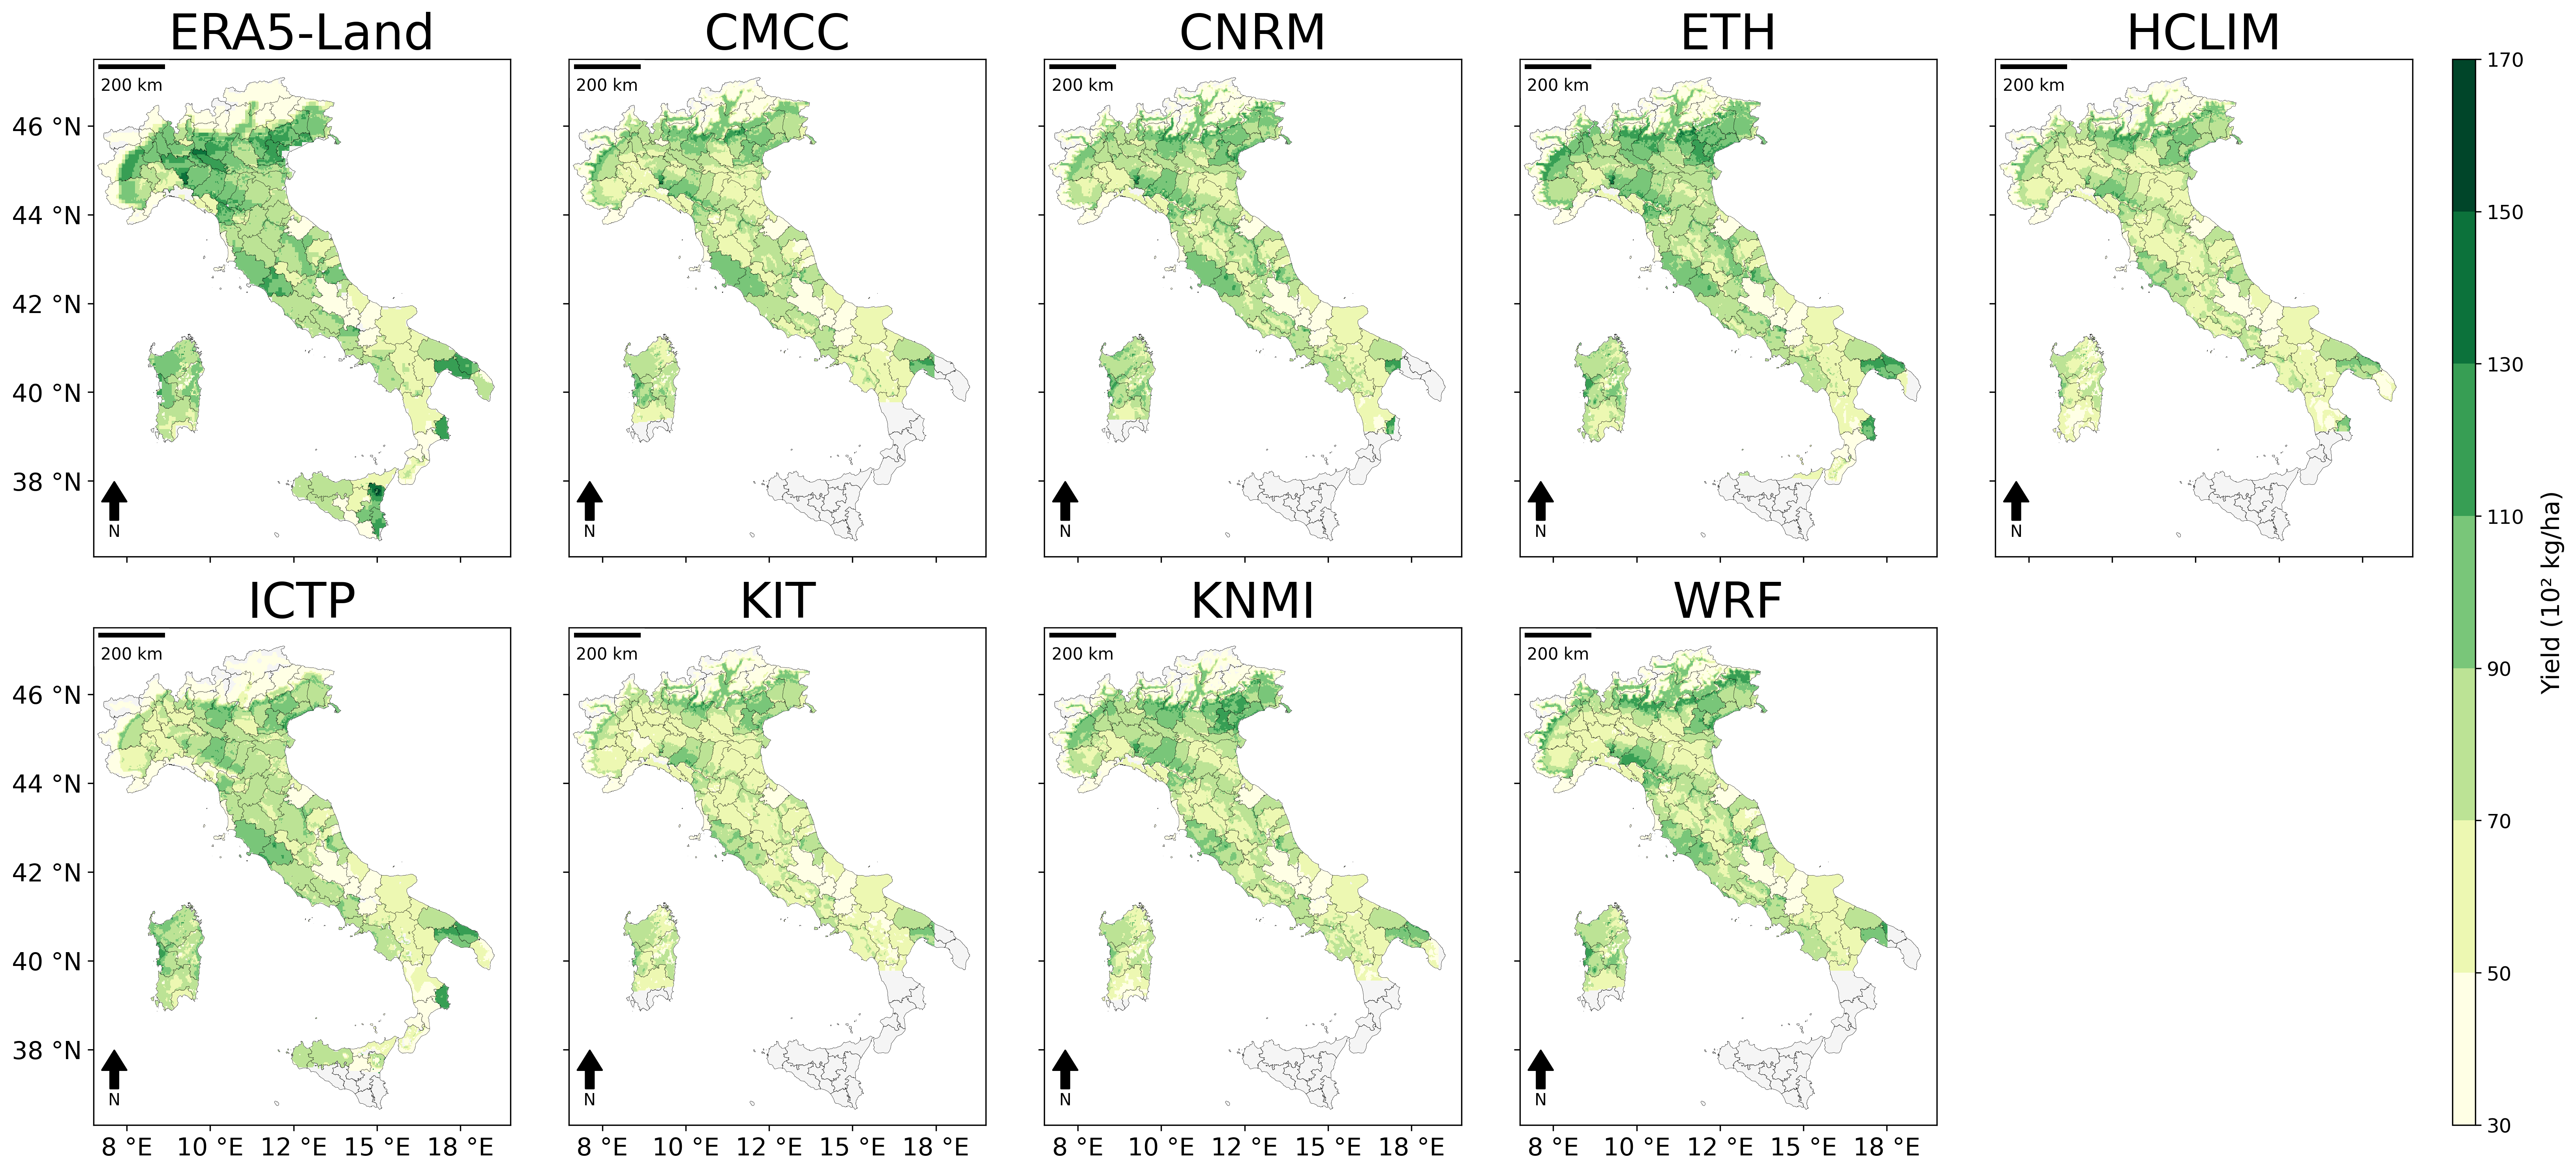 ERA5-Land
CMCC
CNRM
ETH
HCLIM
200 km
200 km
200 km
200 km
200 km
46 °N
44 °N
42 °N
40 °N
38 °N
N
N
N
N
N
170
150
130
110
90
70
50
30
Yield (10² kg/ha)
ICTP
KIT
KNMI
WRF
200 km
200 km
200 km
200 km
46 °N
44 °N
42 °N
40 °N
38 °N
N
N
N
N
8 °E 10 °E 12 °E 15 °E 18 °E
8 °E 10 °E 12 °E 15 °E 18 °E
8 °E 10 °E 12 °E 15 °E 18 °E
8 °E 10 °E 12 °E 15 °E 18 °E